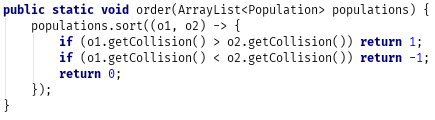 public static void order(ArrayList<Population> populations) {
    populations.sort((o1, o2) -> {
        if (o1.getCollision() > o2.getCollision()) return 1;
        if (o1.getCollision() < o2.getCollision()) return -1;
        return 0;
    });
}